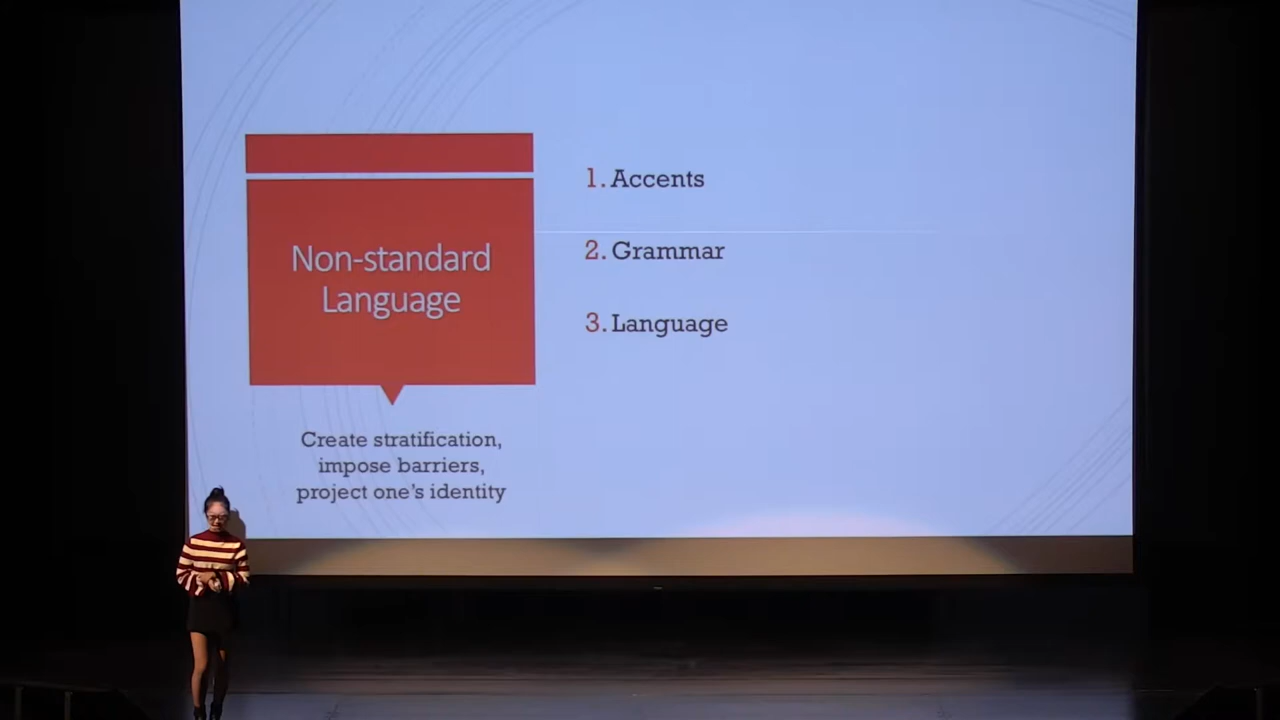 Non-standard
Language
Create stratification,
impose barriers,
project one's identity
1. Accents
2. Grammar
3. Language